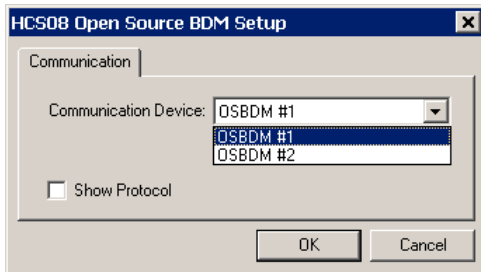 HCS08 Open Source BDM Setup
Communication
Communication Device: OSBDM #1
OSBDM #1
OSBDM #2
Show Protocol
OK Cancel